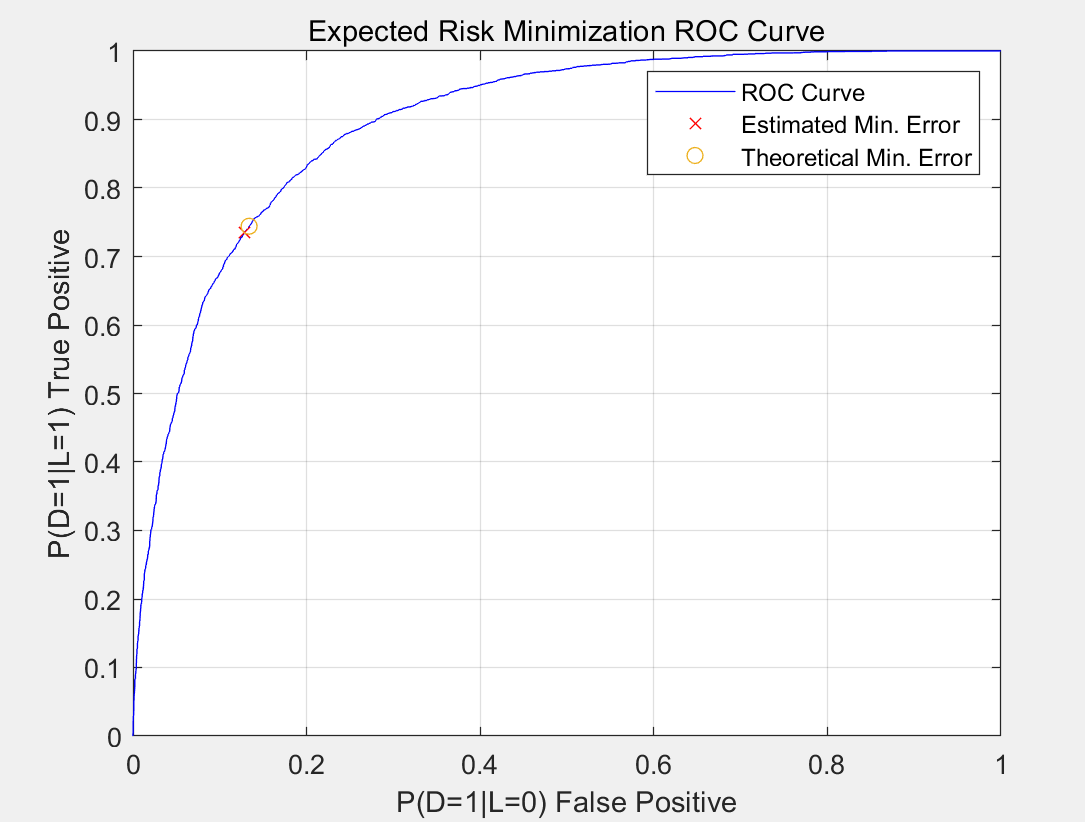 Expected Risk Minimization ROC Curve
1
0.9
0.8
0.7
0.6
0.5
0.4
0.3
0.2
0.1
0
P(D=1|L=1) True Positive
ROC Curve
Estimated Min. Error
Theoretical Min. Error
0 0.2 0.4 0.6 0.8 1
P(D=1|L=0) False Positive